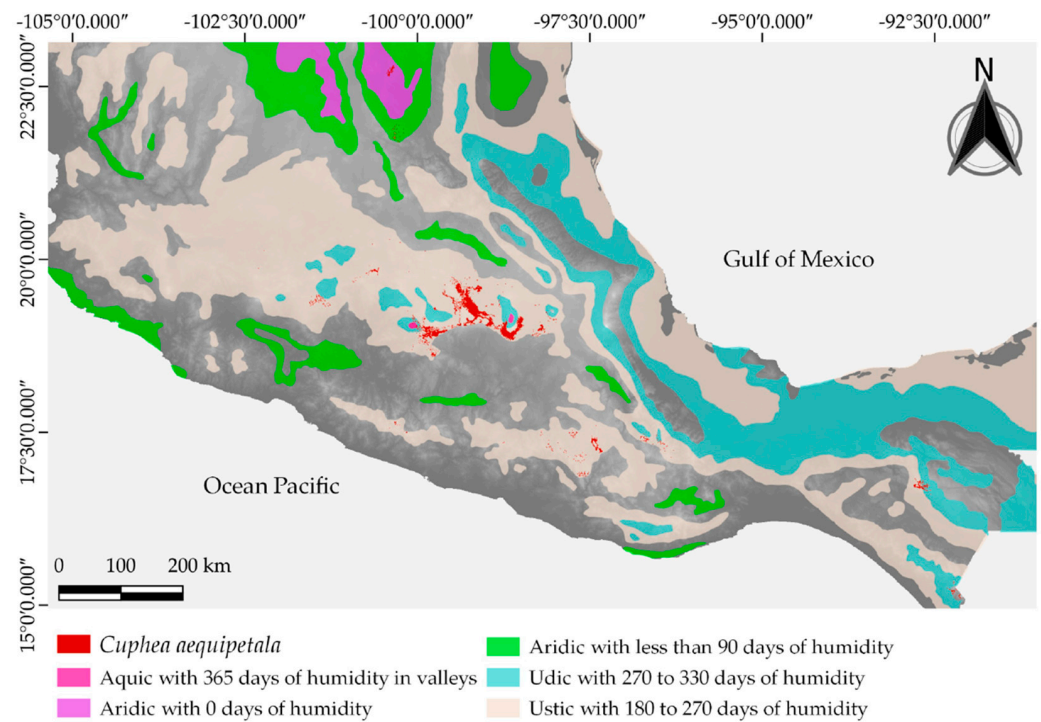 -105°0′0.000″ -102°30′0.000″ -100°0′0.000″ -97°30′0.000″ -95°0′0.000″ -92°30′0.000″
22°30′0.000″
N
20°0′0.000″
Gulf of Mexico
17°30′0.000″
Ocean Pacific
0 100 200 km
15°0′0.000″
Cuphea aequipetala
Aquic with 365 days of humidity in valleys
Aridic with 0 days of humidity
Aridic with less than 90 days of humidity
Udic with 270 to 330 days of humidity
Ustic with 180 to 270 days of humidity